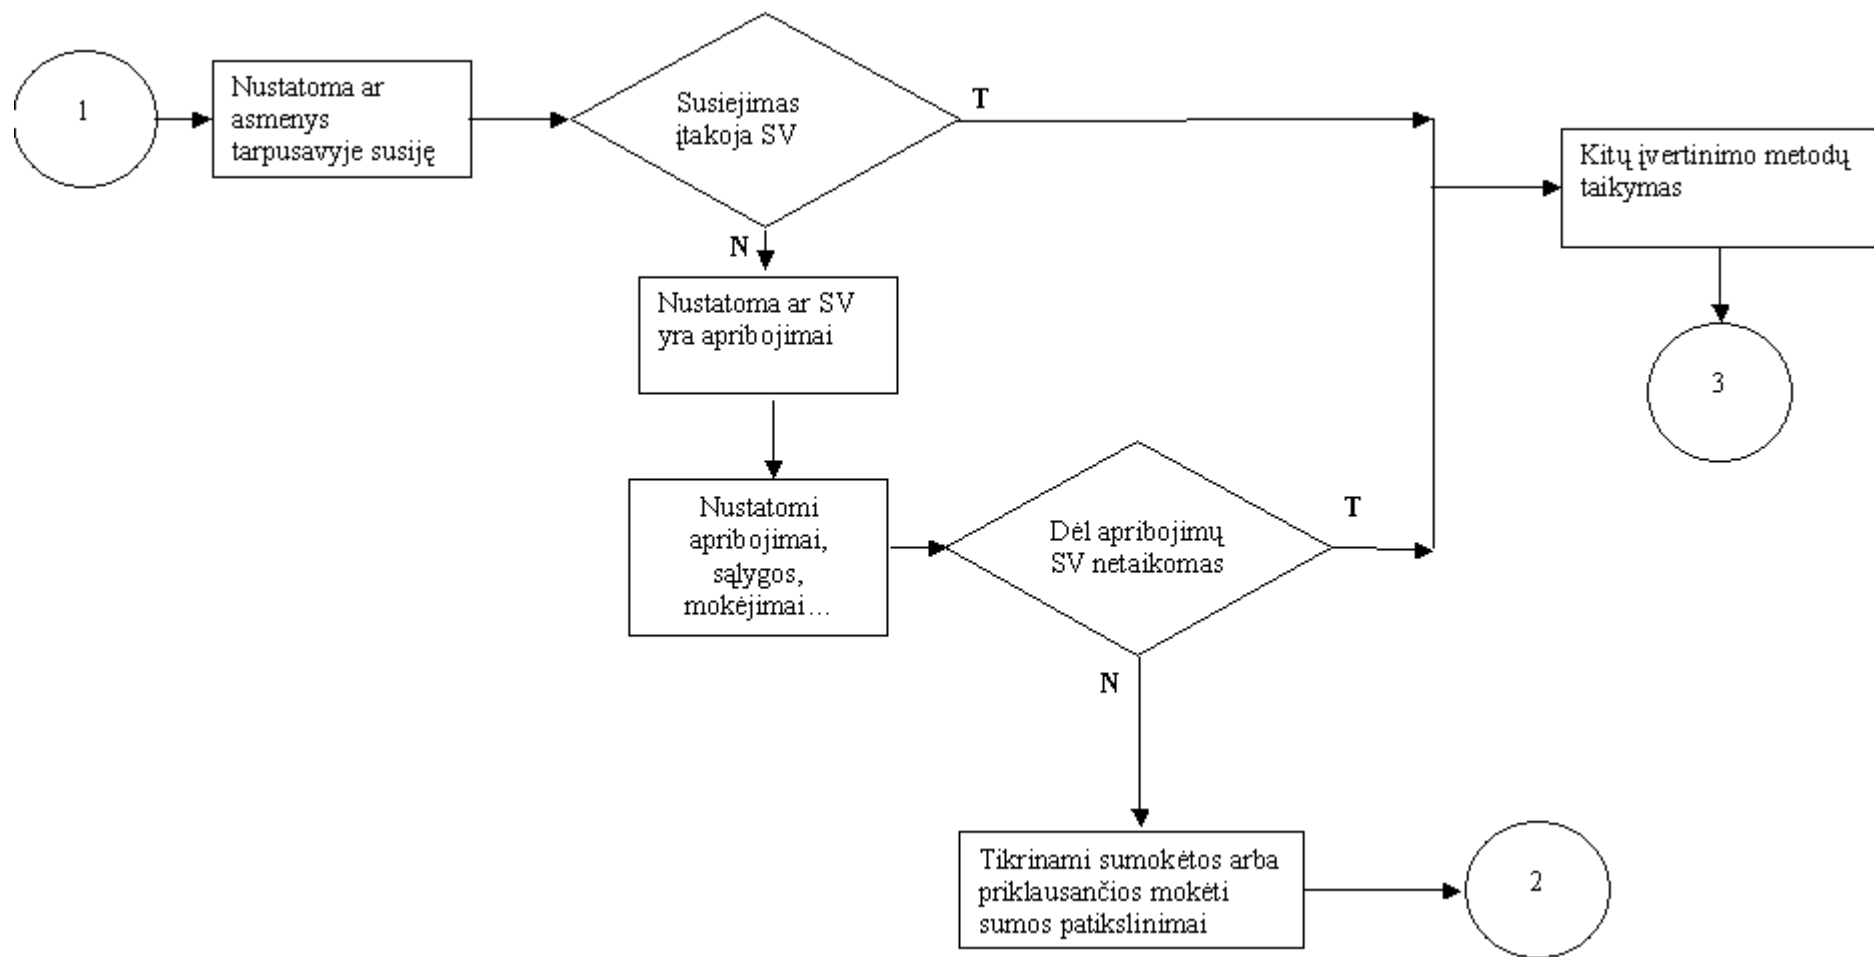 1
Nustatoma ar
asmenys
tarpusavyje susiję
Susiejimas
įtakoja SV
T
N
Kitų įvertinimo metodų
taikymas
3
Nustatoma ar SV
yra apribojimai
Nustatomi
apribojimai,
sąlygos,
mokėjimai...
Dėl apribojimų
SV netaikomas
T
N
Tikrinami sumokėtos arba
priklausančios mokėti
sumos patikslinimai
2